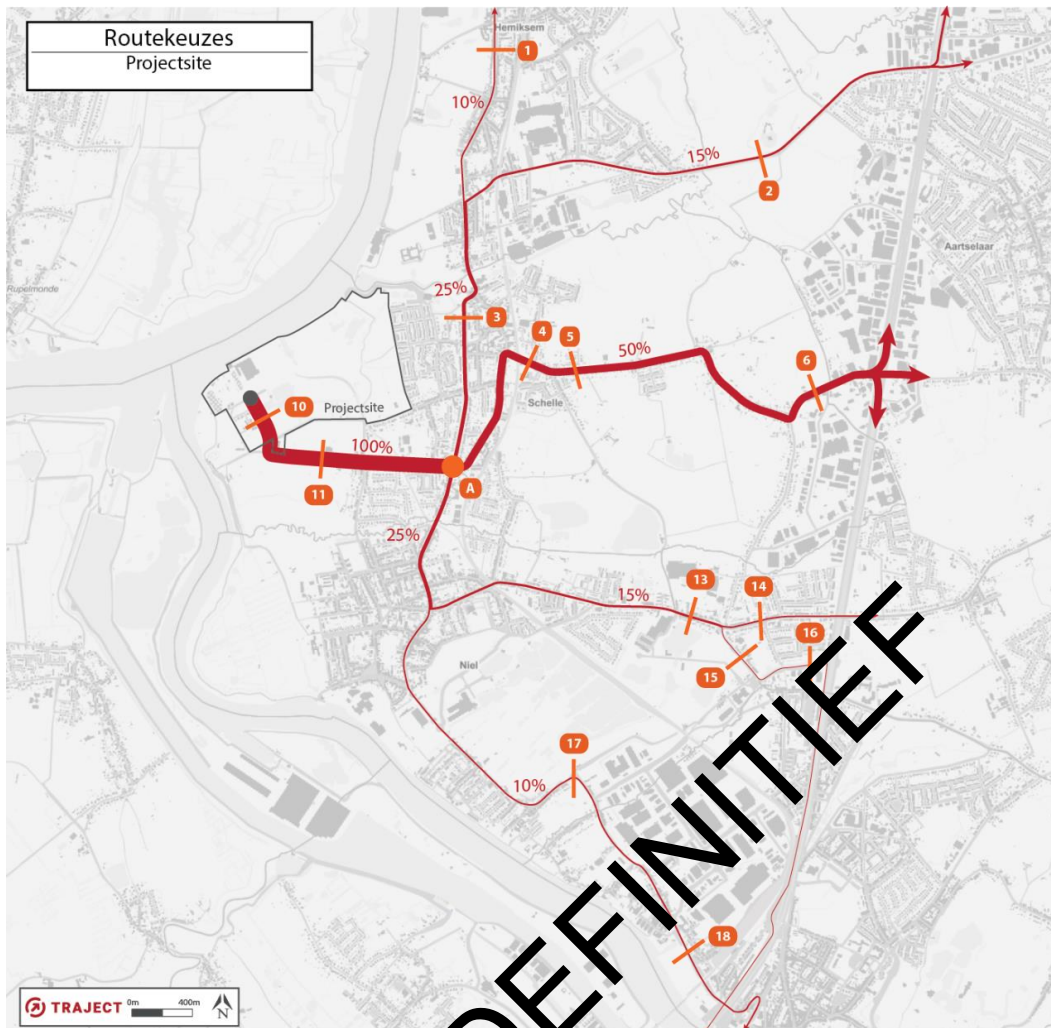 Routekeuzes
Projectsite
Hemiksem
1
10%
15%
2
Aartselaar
Rupelmonde
25%
3
4
5
50%
6
Schelle
10
Projectsite
100%
11
A
25%
13
14
15%
16
15
Niel
17
10%
18
DEFINITIEF
TRAJECT
0m 400m
N